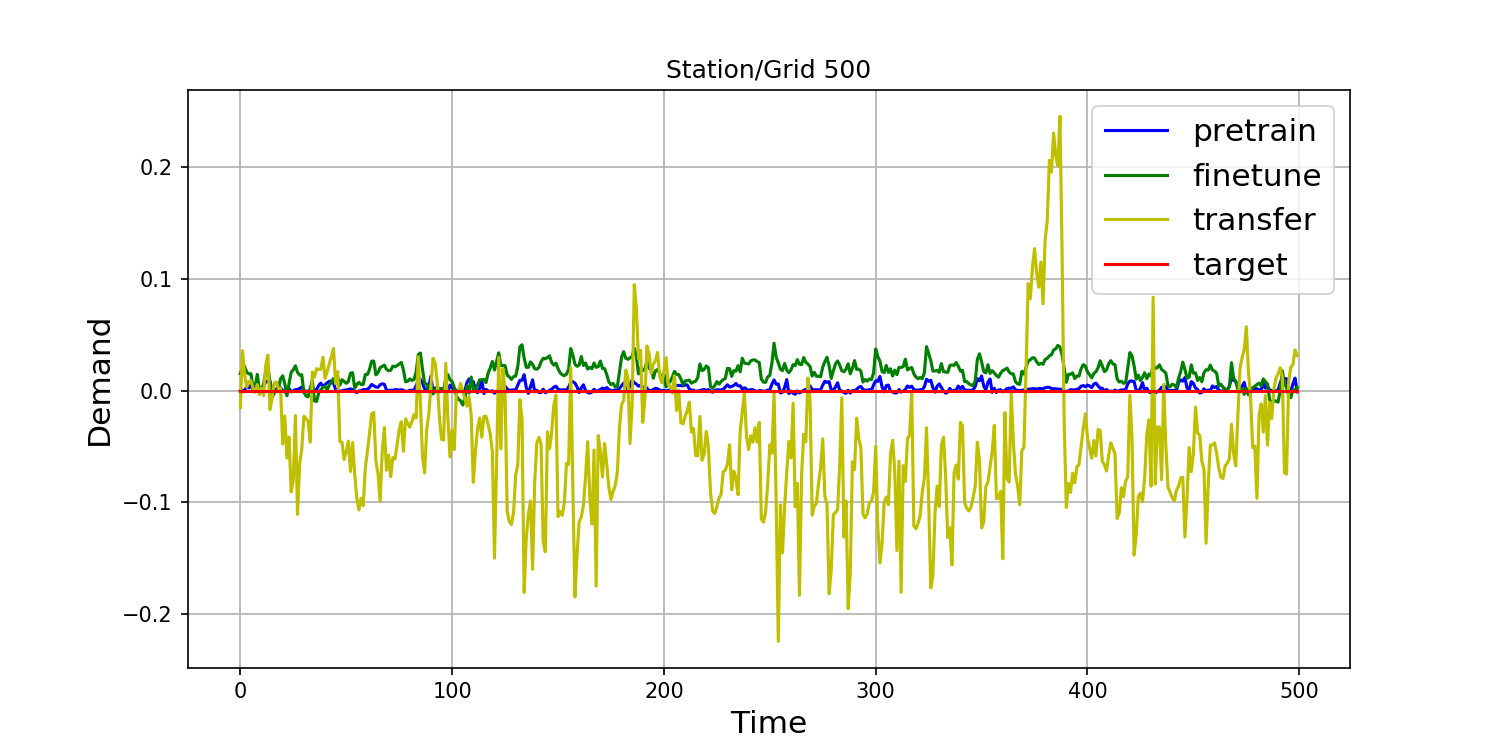 Station/Grid 500
Demand
0.2
0.1
0.0
−0.1
−0.2
pretrain
finetune
transfer
target
0 100 200 300 400 500
Time